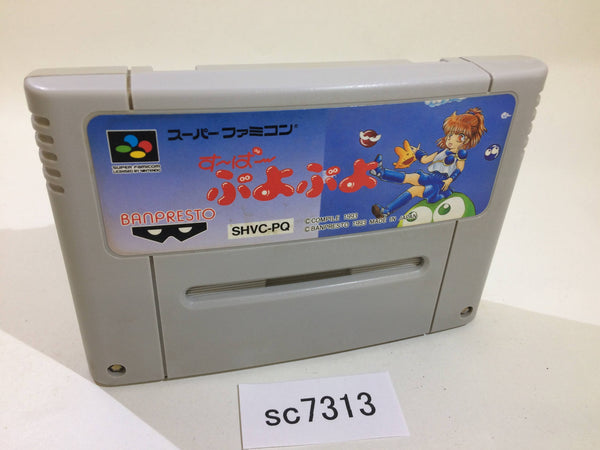 スーパーファミコン
SUPER FAMICOM
LICENSED BY NINTENDO
す〜ぱ〜
ぷよぷよ
BANPRESTO
SHVC-PQ
©COMPILE 1993
©BANPRESTO 1993 MADE IN JAPAN
sc7313